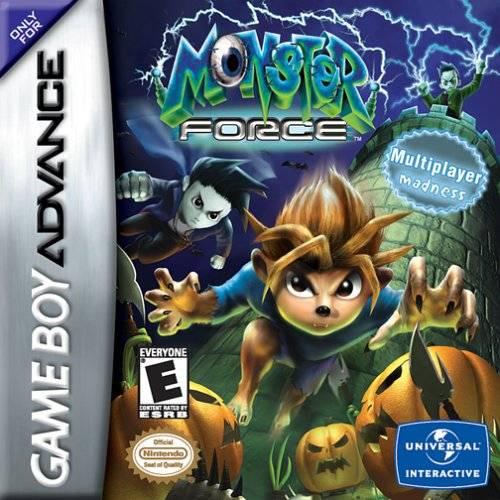 ONLY
FOR
GAME BOY ADVANCE
MONSTER
FORCE™
Multiplayer
madness
EVERYONE
E
CONTENT RATED BY
ESRB
Official
Nintendo
Seal of Quality
UNIVERSAL
INTERACTIVE